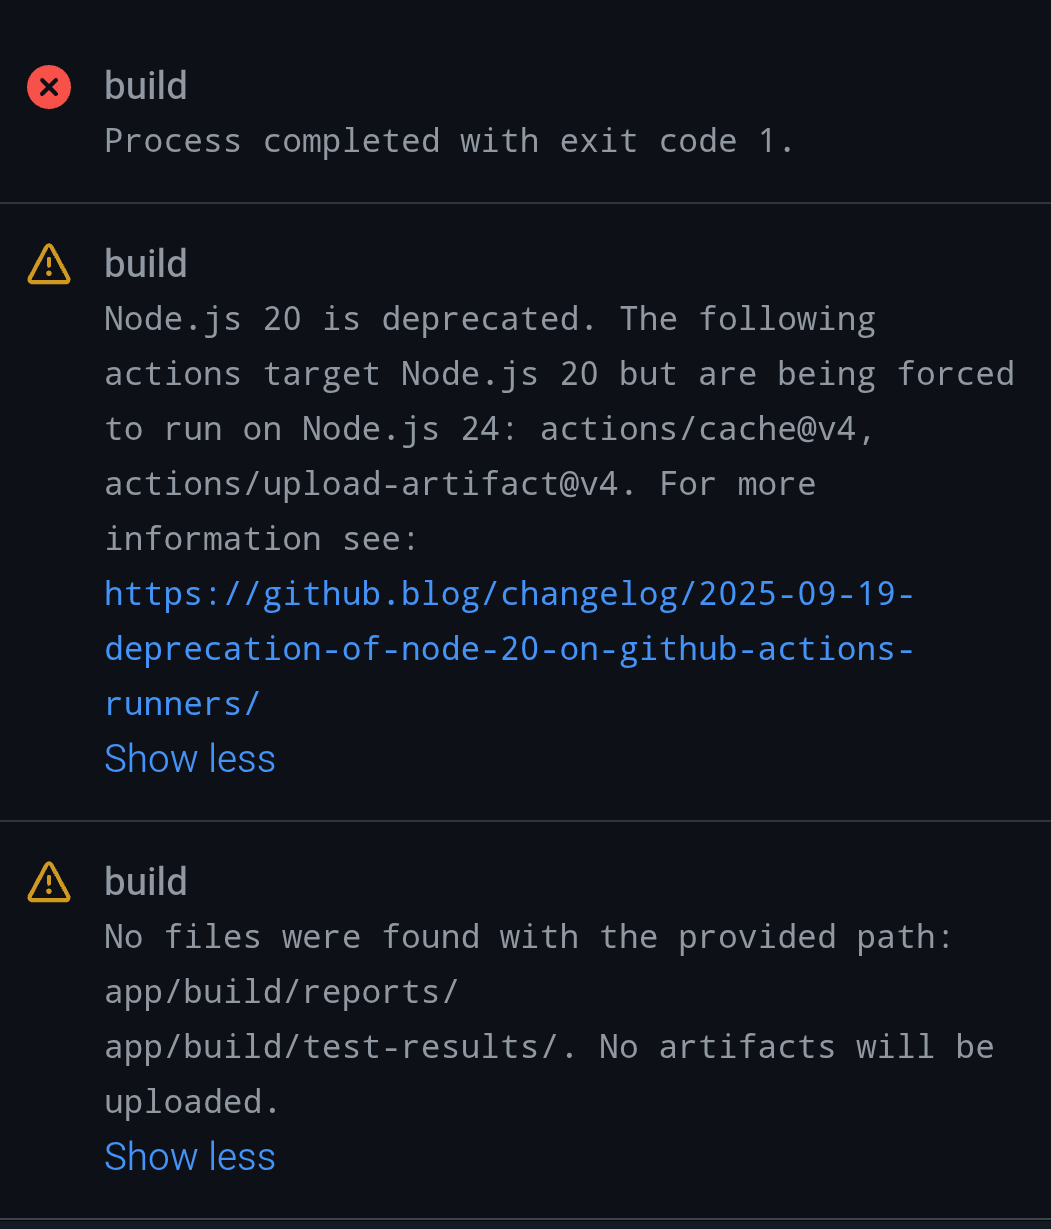 build
Process completed with exit code 1.
build
Node.js 20 is deprecated. The following
actions target Node.js 20 but are being forced
to run on Node.js 24: actions/cache@v4,
actions/upload-artifact@v4. For more
information see:
https://github.blog/changelog/2025-09-19-
deprecation-of-node-20-on-github-actions-
runners/
Show less
build
No files were found with the provided path:
app/build/reports/
app/build/test-results/. No artifacts will be
uploaded.
Show less